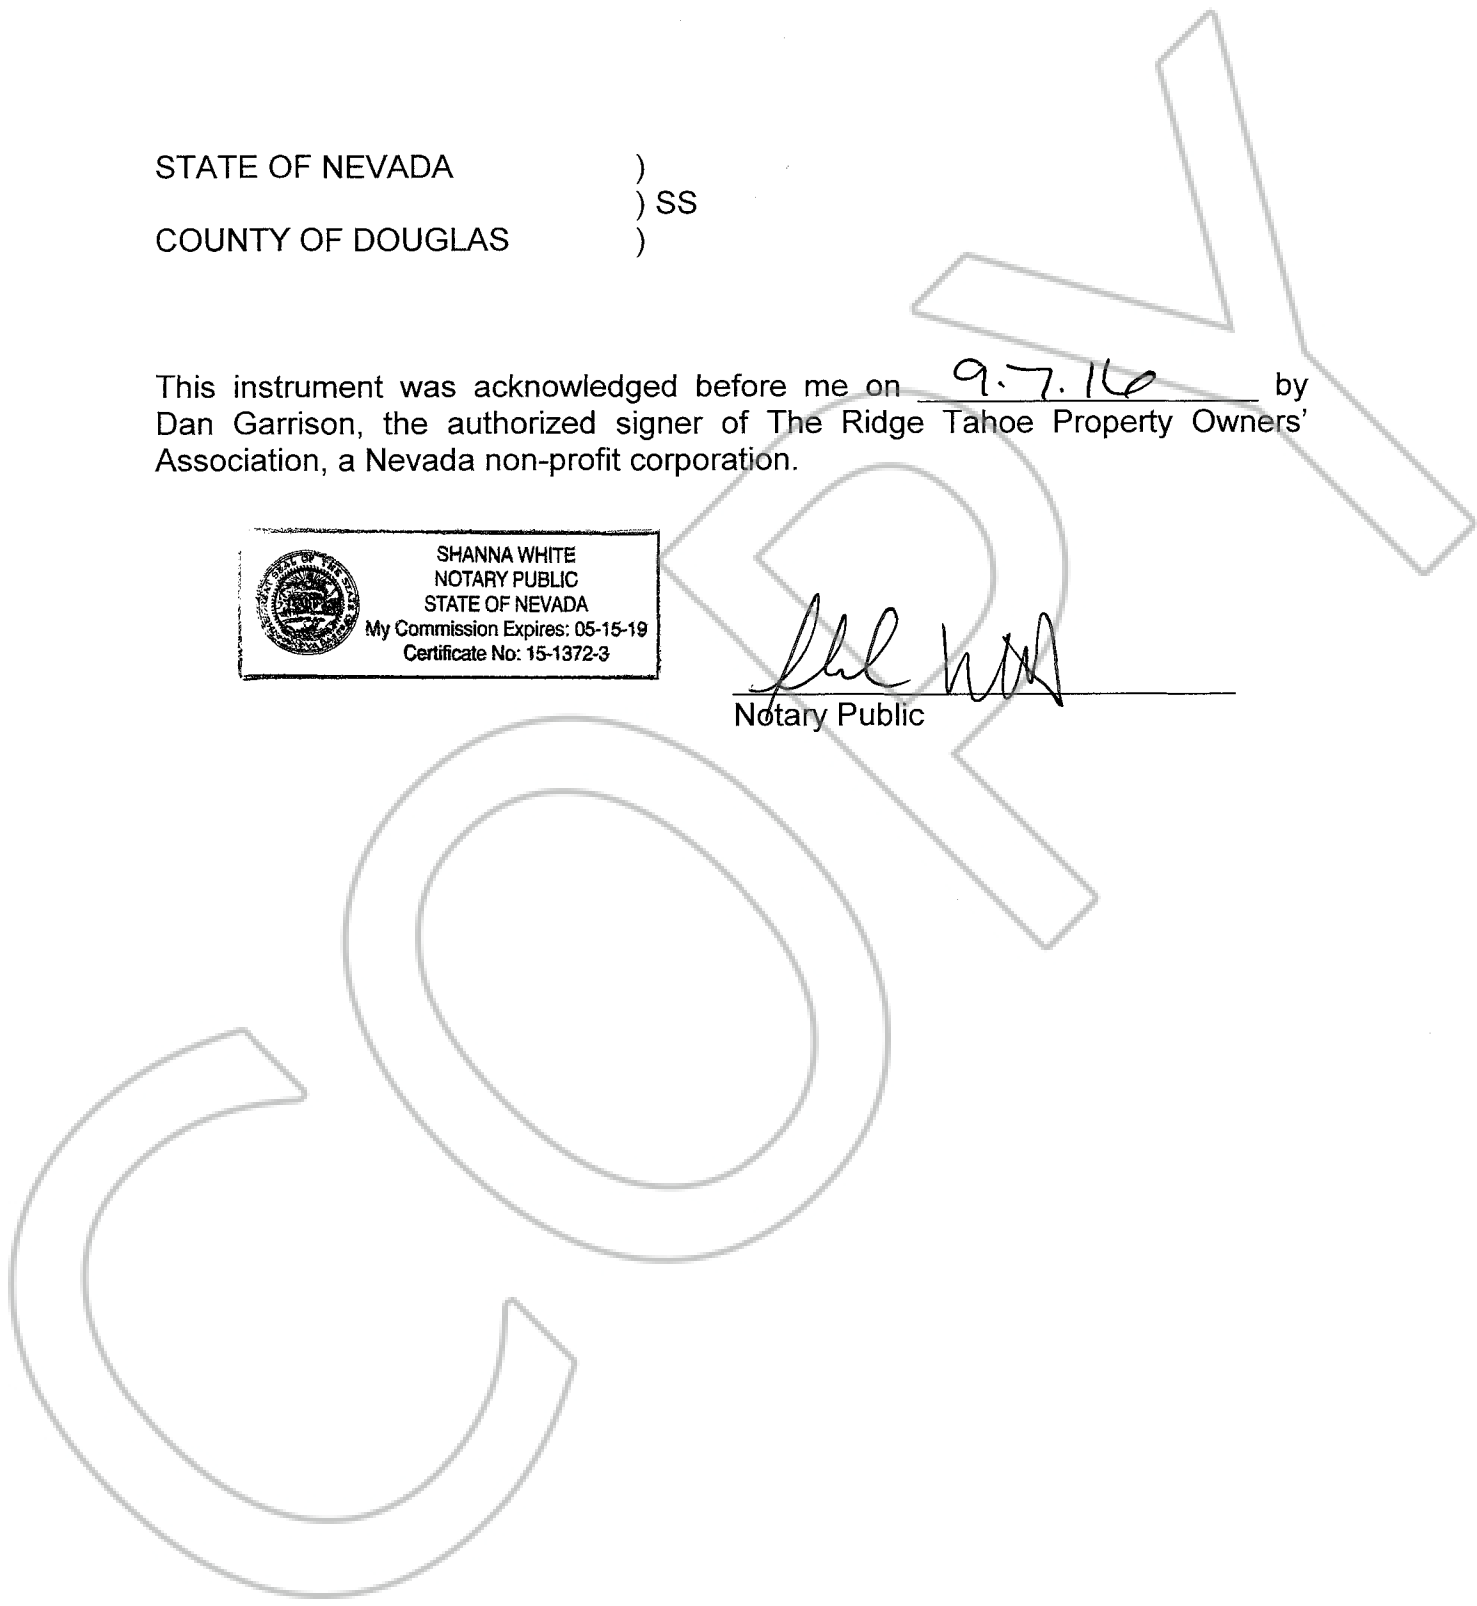 STATE OF NEVADA )
) SS
COUNTY OF DOUGLAS )
This instrument was acknowledged before me on 9.7.16 by
Dan Garrison, the authorized signer of The Ridge Tahoe Property Owners'
Association, a Nevada non-profit corporation.
SHANNA WHITE
NOTARY PUBLIC
STATE OF NEVADA
My Commission Expires: 05-15-19
Certificate No: 15-1372-3
Notary Public
COPY